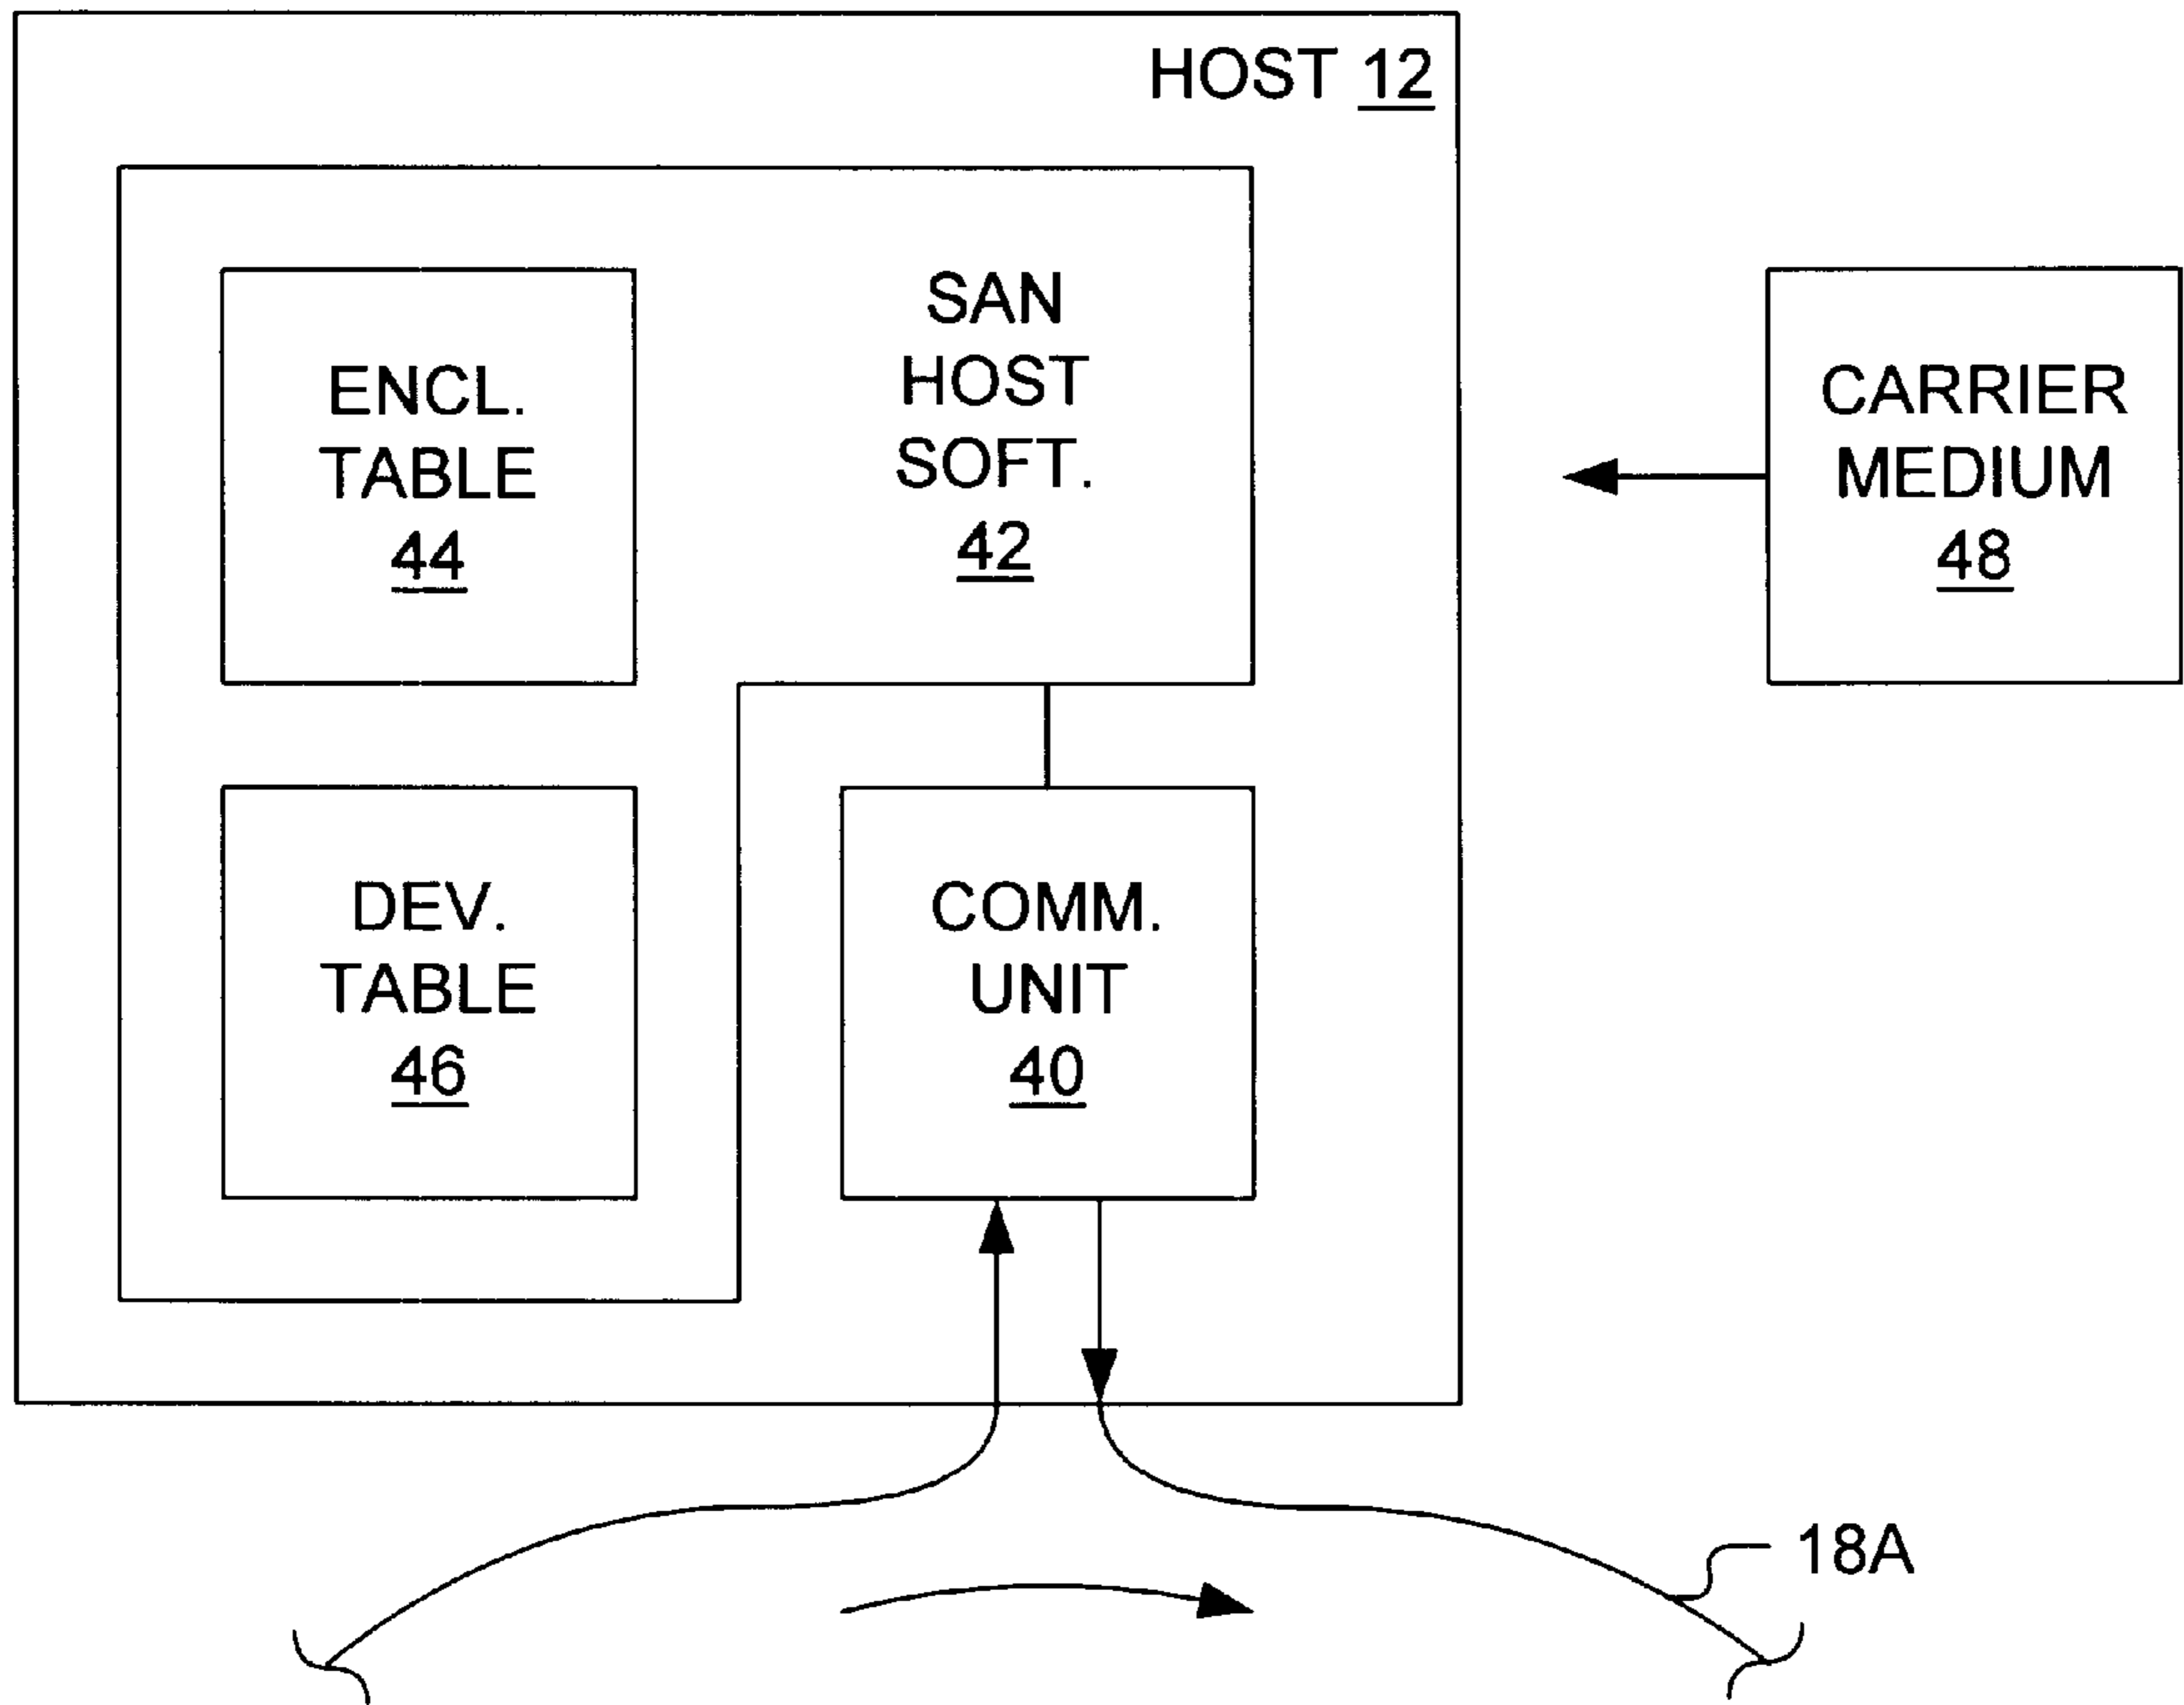 HOST 12
ENCL.
TABLE
44
SAN
HOST
SOFT.
42
CARRIER
MEDIUM
48
DEV.
TABLE
46
COMM.
UNIT
40
18A